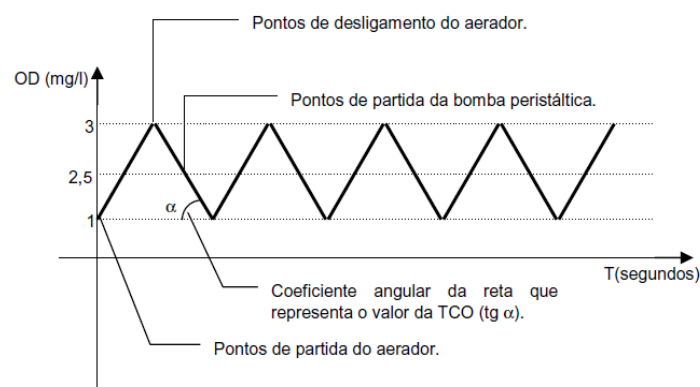 Pontos de desligamento do aerador.
OD (mg/l)
Pontos de partida da bomba peristáltica.
3
2,5
α
1
T(segundos)
Coeficiente angular da reta que
representa o valor da TCO (tg α).
Pontos de partida do aerador.